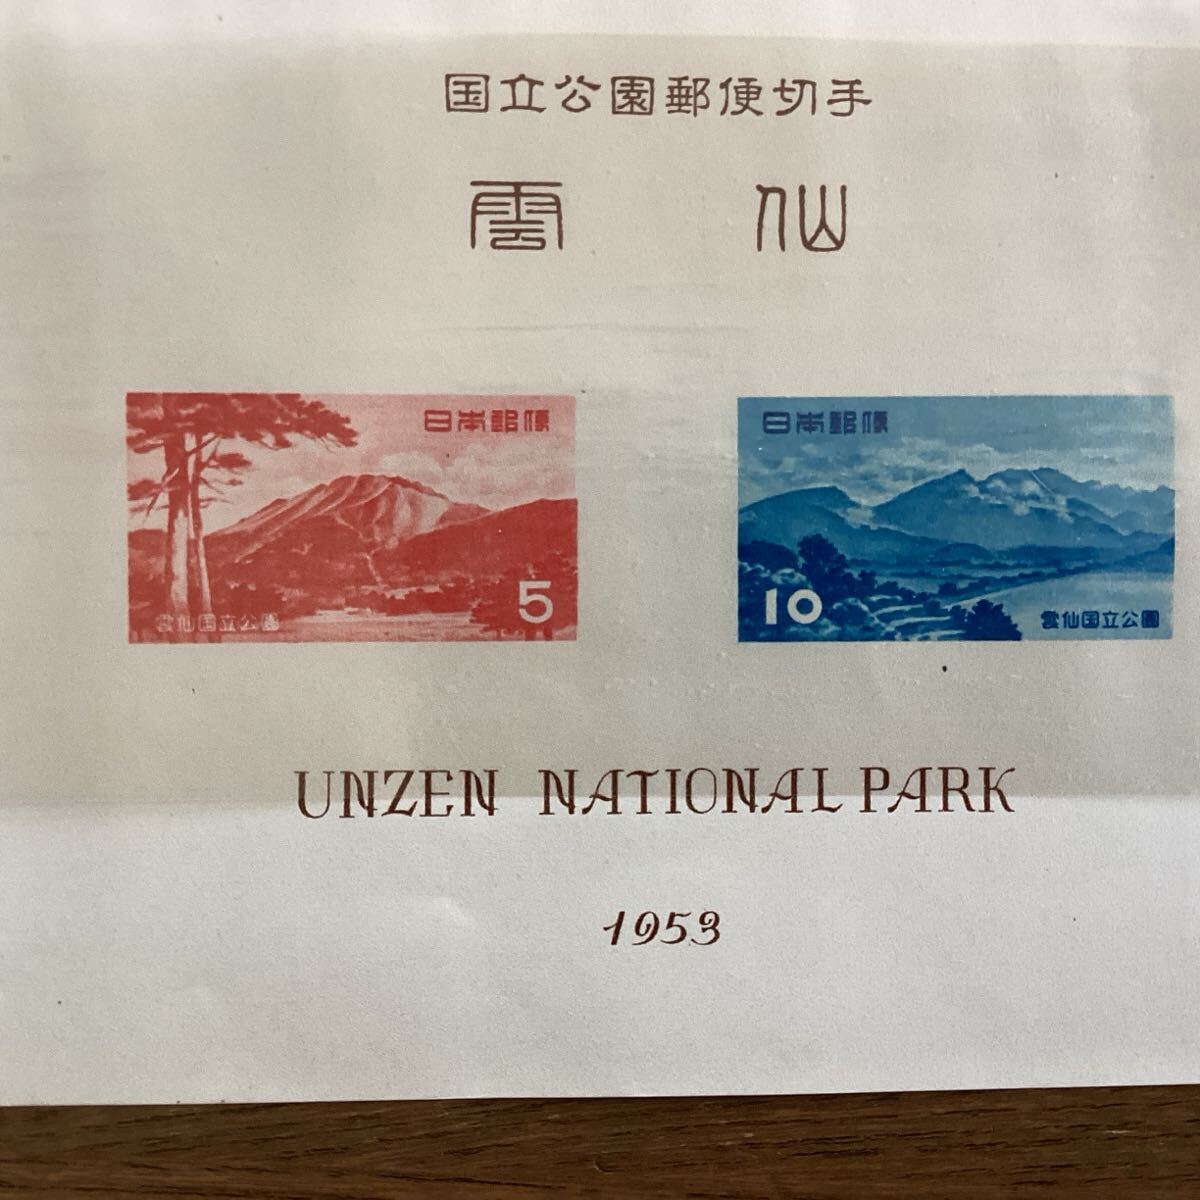 国立公園郵便切手
雲仙
日本郵便
5
雲仙国立公園
日本郵便
10
雲仙国立公園
UNZEN NATIONAL PARK
1953